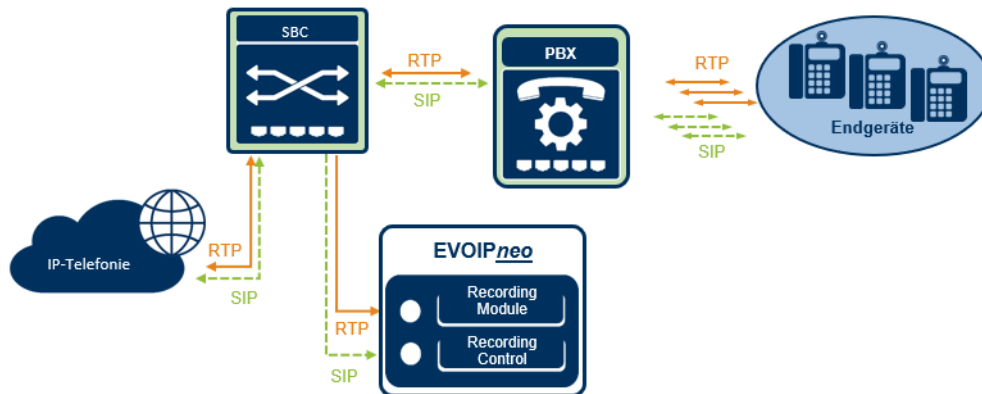 SBC
RTP
SIP
PBX
RTP
SIP
Endgeräte
IP-Telefonie
RTP
SIP
EVOIPneo
Recording
Module
Recording
Control
RTP
SIP